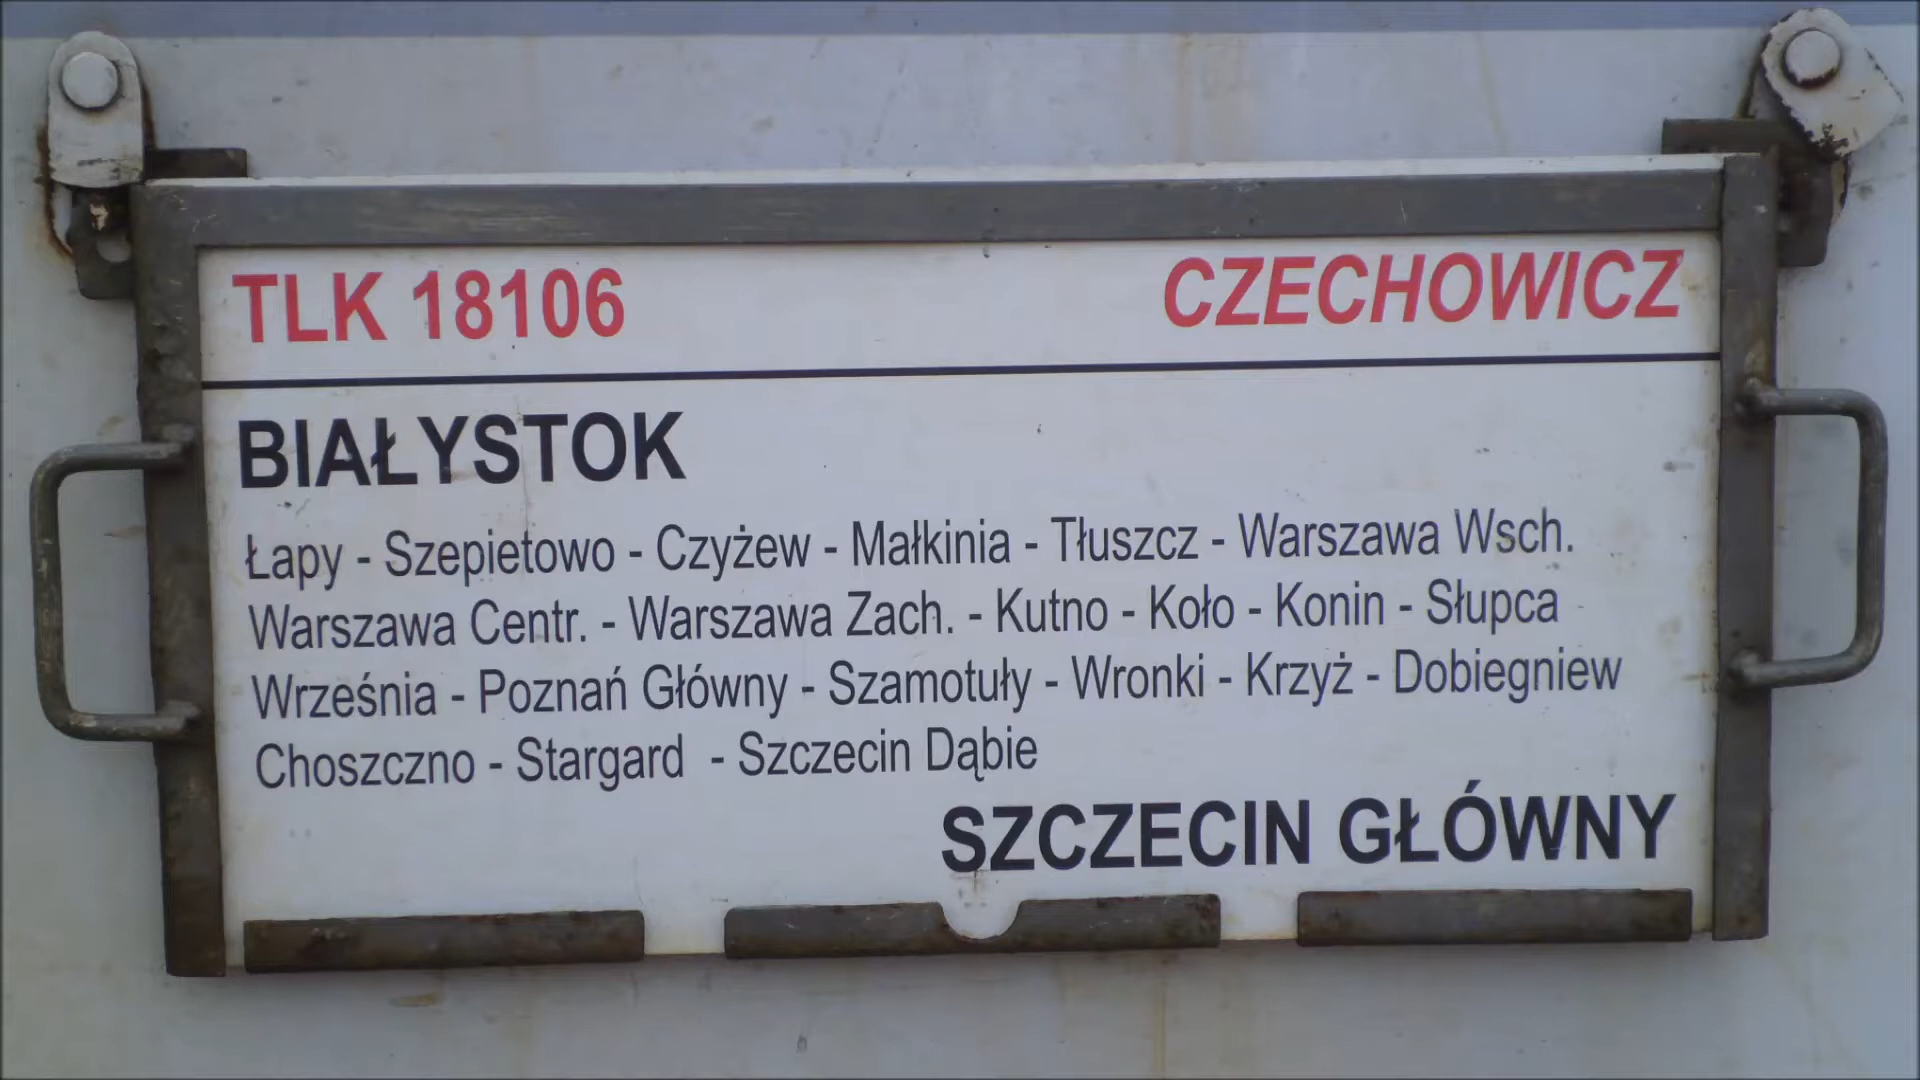 TLK 18106 CZECHOWICZ
BIAŁYSTOK
Łapy - Szepietowo - Czyżew - Małkinia - Tłuszcz - Warszawa Wsch.
Warszawa Centr. - Warszawa Zach. - Kutno - Koło - Konin - Słupca
Września - Poznań Główny - Szamotuły - Wronki - Krzyż - Dobiegniew
Choszczno - Stargard - Szczecin Dąbie
SZCZECIN GŁÓWNY